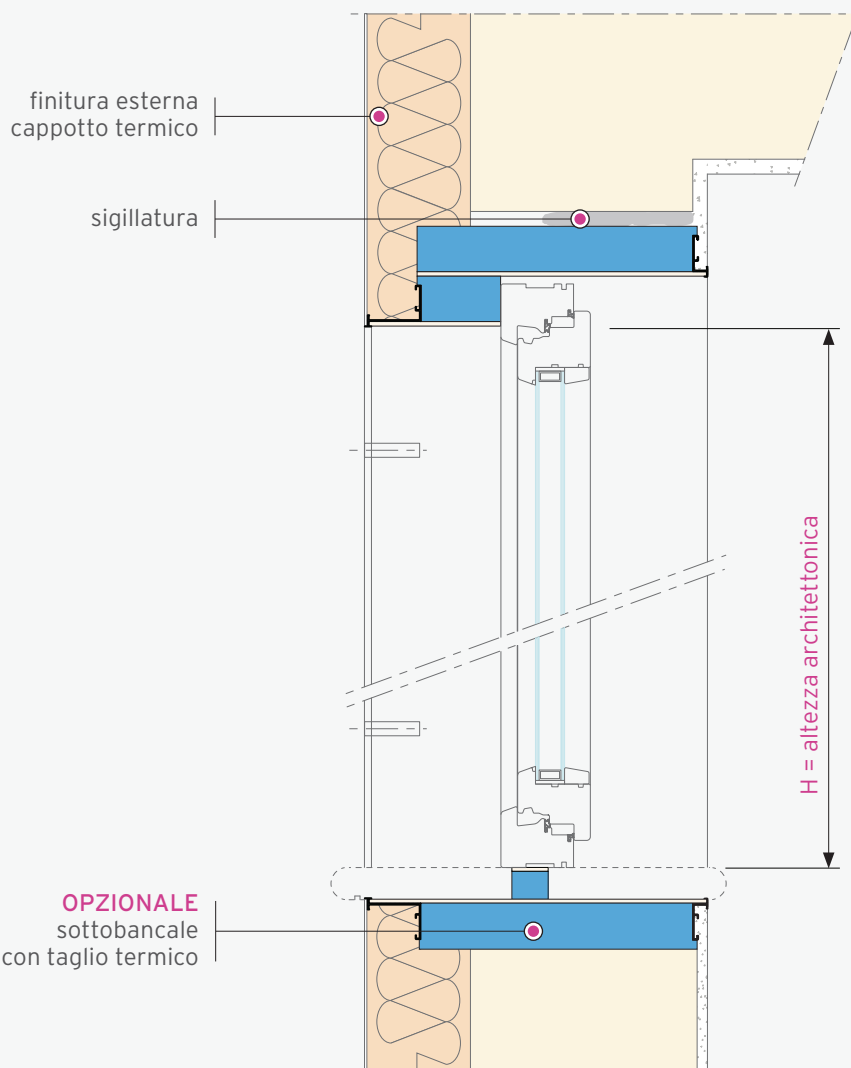 finitura esterna
cappotto termico
sigillatura
H = altezza architettonica
OPZIONALE
sottobancale
con taglio termico